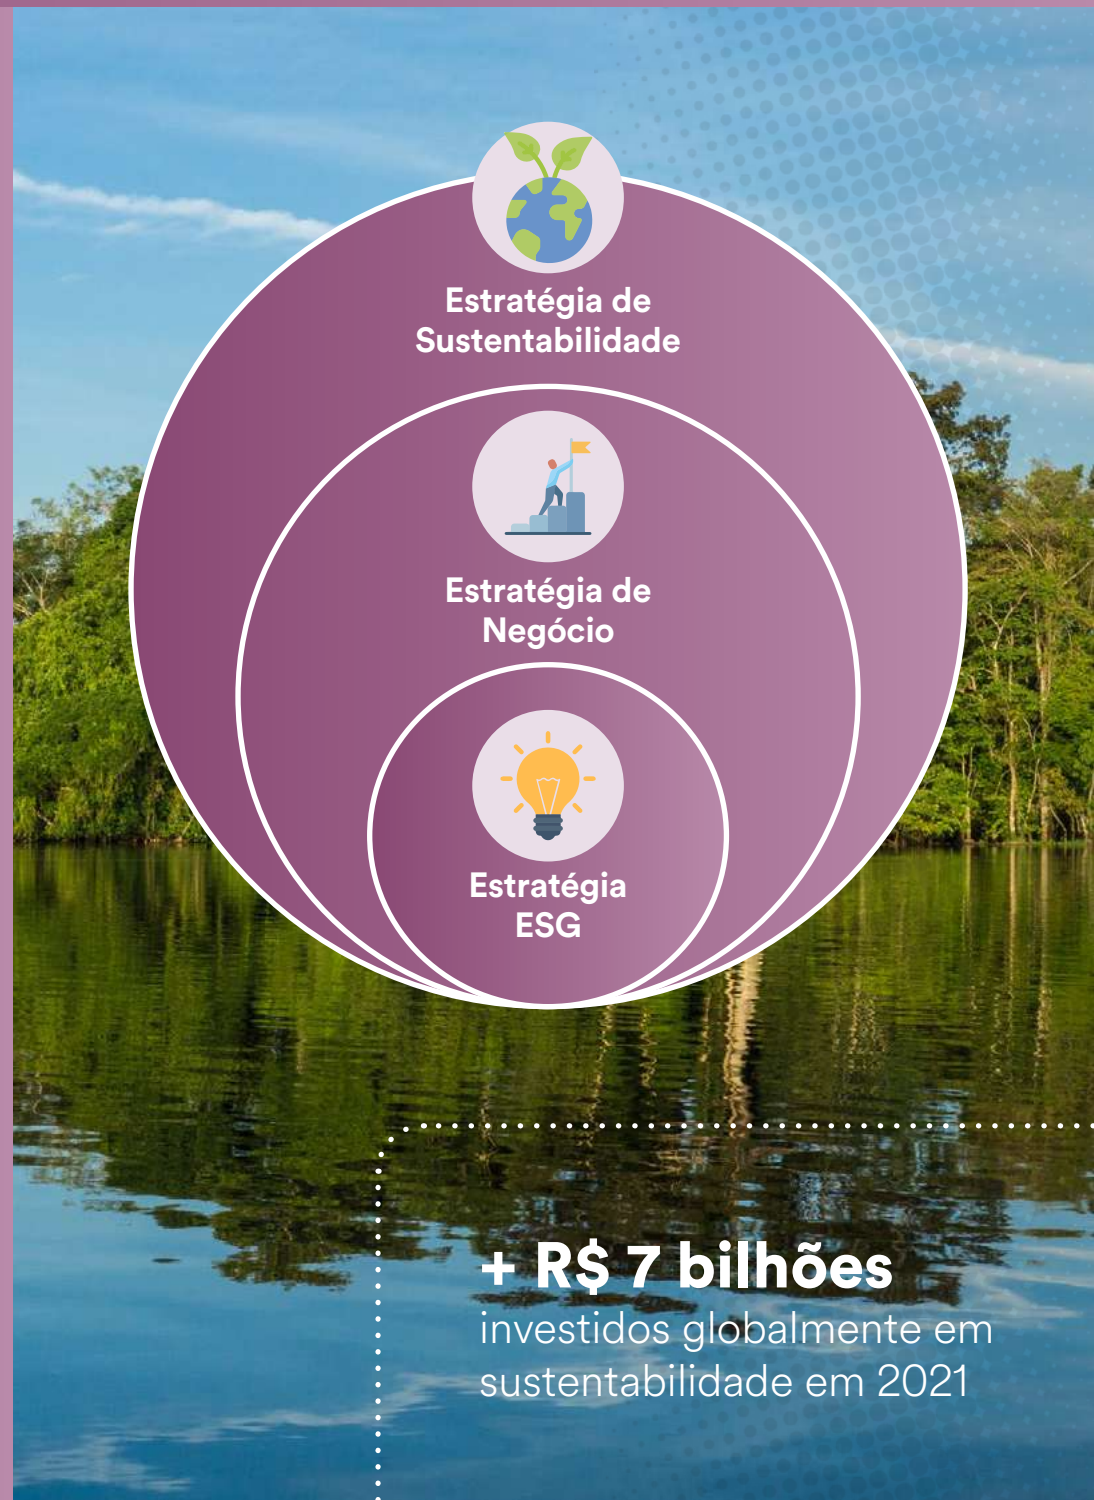 Estratégia de
Sustentabilidade
Estratégia de
Negócio
Estratégia
ESG
+ R$ 7 bilhões
investidos globalmente em
sustentabilidade em 2021